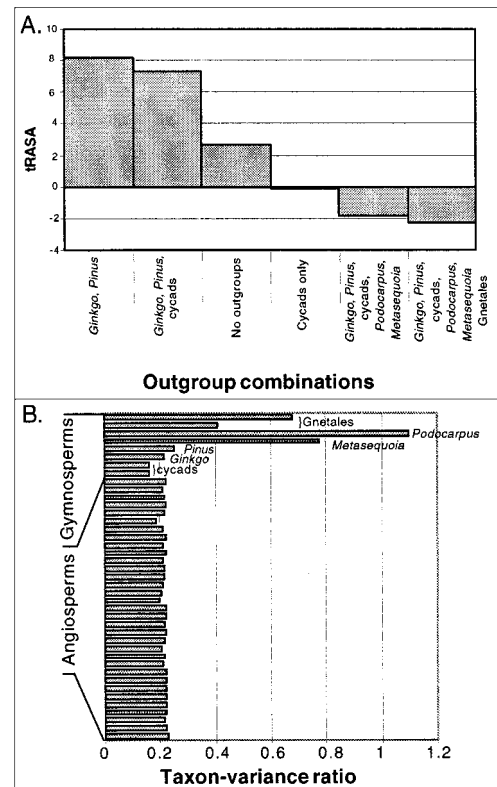 A.
10
8
6
4
2
0
-2
-4
tRASA
Ginkgo, Pinus
Ginkgo, Pinus,
cycads
No outgroups
Cycads only
Ginkgo, Pinus,
cycads,
Podocarpus,
Metasequoia
Ginkgo, Pinus,
cycads,
Podocarpus,
Metasequoia
Gnetales
Outgroup combinations
B.
Angiosperms
Gymnosperms
}Gnetales
Podocarpus
Metasequoia
Pinus
Ginkgo
}cycads
0
0.2
0.4
0.6
0.8
1
1.2
Taxon-variance ratio